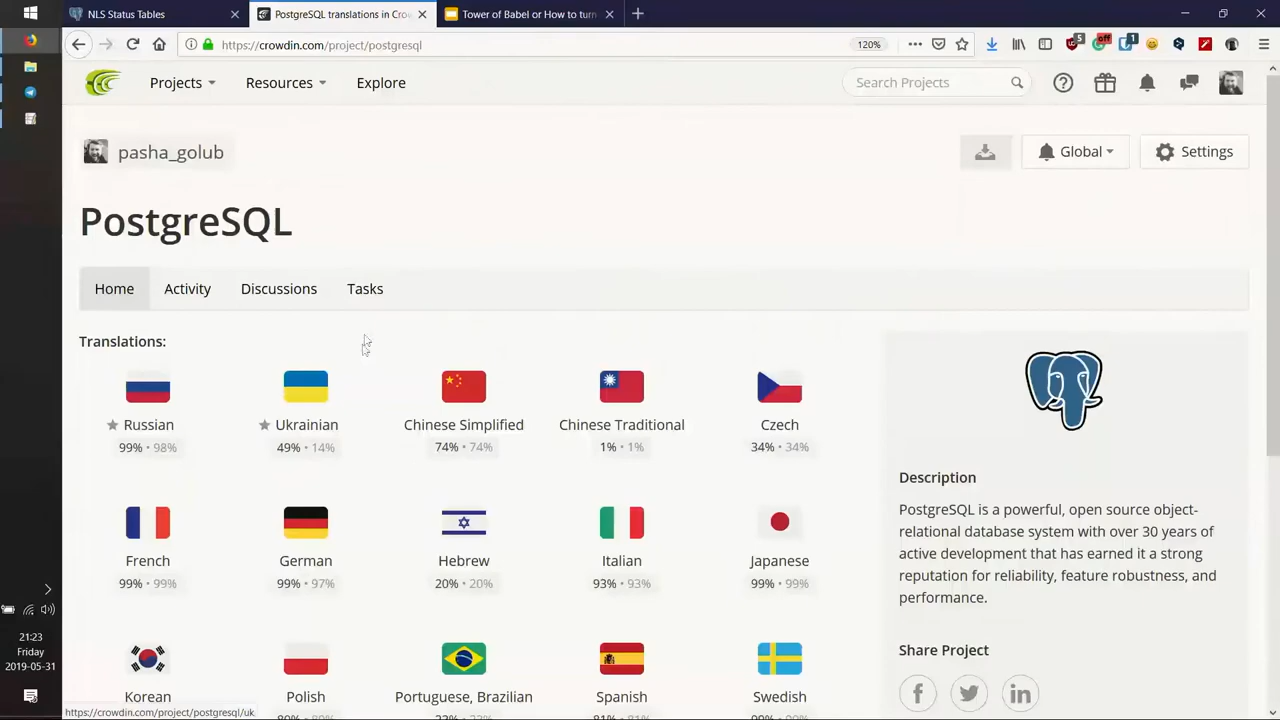 NLS Status Tables
PostgreSQL translations in Crow
Tower of Babel or How to turn
https://crowdin.com/project/postgresql
120%
5
off
1
Projects
Resources
Explore
Search Projects
pasha_golub
Global
Settings
PostgreSQL
Home
Activity
Discussions
Tasks
Translations:
Russian
Ukrainian
Chinese Simplified
Chinese Traditional
Czech
99% • 98%
49% • 14%
74% • 74%
1% • 1%
34% • 34%
French
German
Hebrew
Italian
Japanese
99% • 99%
99% • 97%
20% • 20%
93% • 93%
99% • 99%
Korean
Polish
Portuguese, Brazilian
Spanish
Swedish
Description
PostgreSQL is a powerful, open source object-
relational database system with over 30 years of
active development that has earned it a strong
reputation for reliability, feature robustness, and
performance.
Share Project
21:23
Friday
2019-05-31
https://crowdin.com/project/postgresql/uk